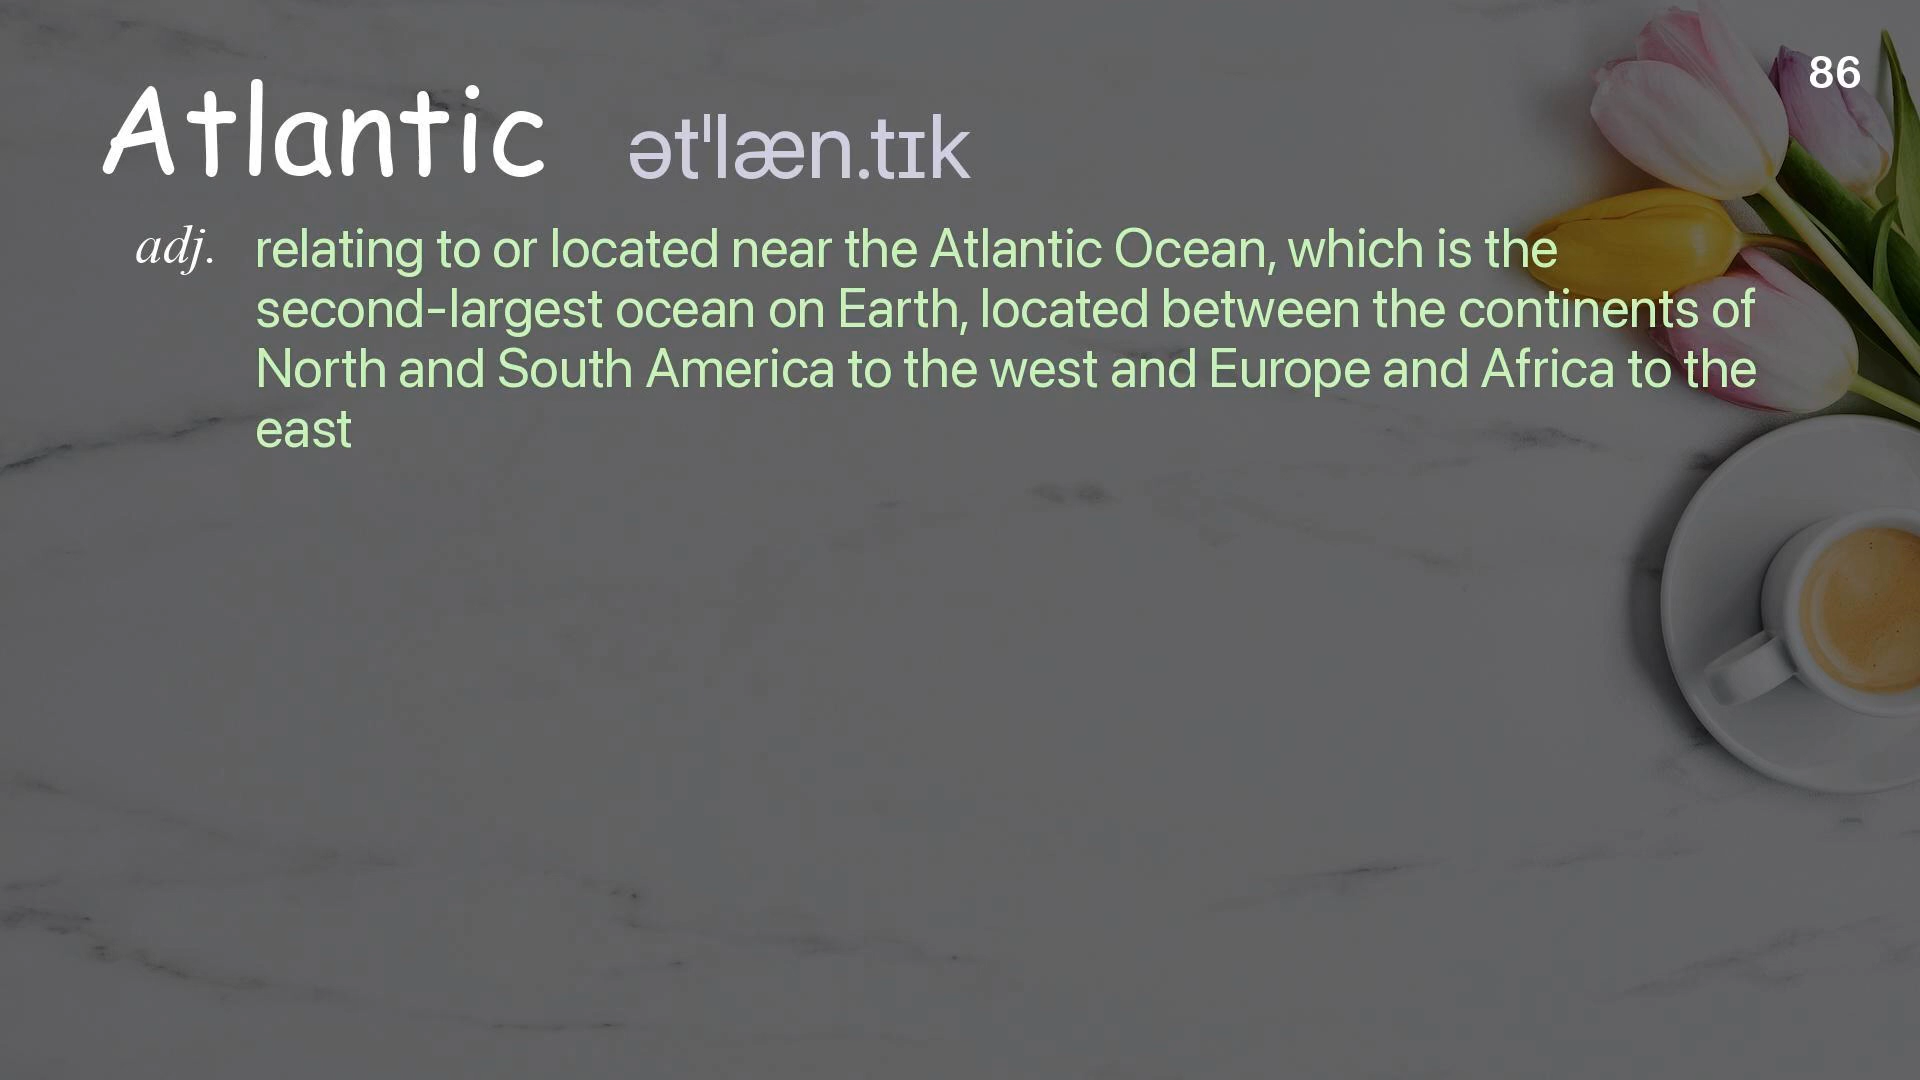 86
Atlantic ətˈlæn.tɪk
adj. relating to or located near the Atlantic Ocean, which is the
second-largest ocean on Earth, located between the continents of
North and South America to the west and Europe and Africa to the
east